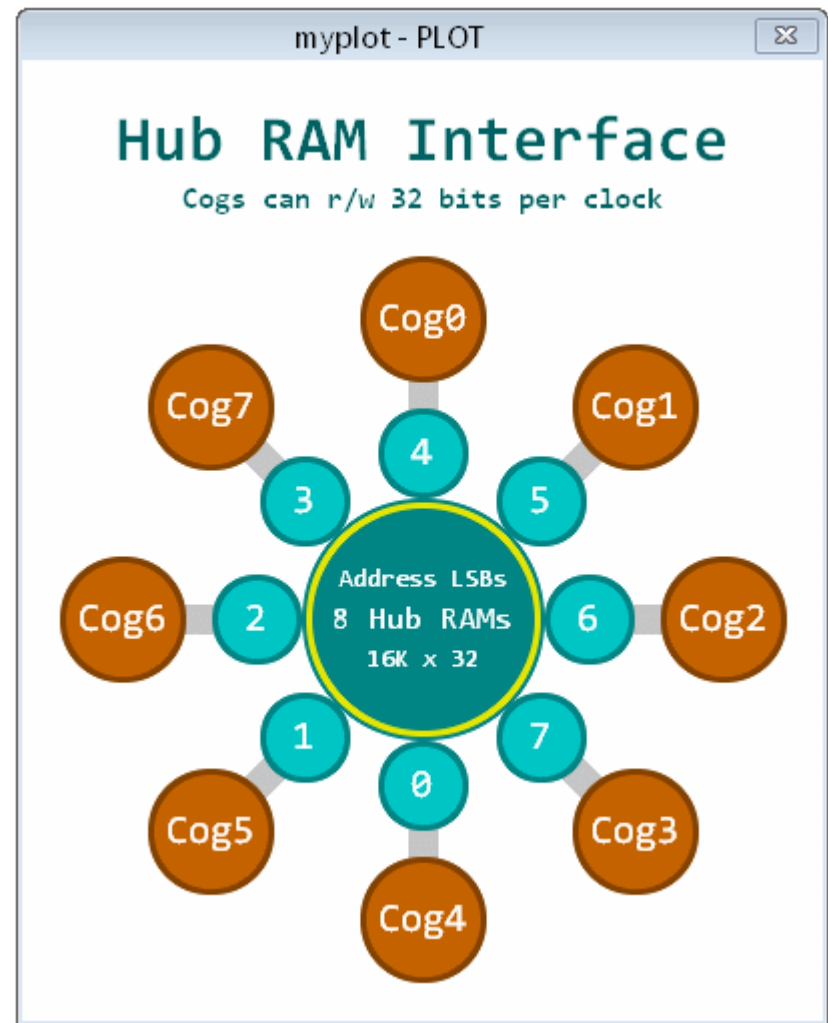 myplot - PLOT
Hub RAM Interface
Cogs can r/w 32 bits per clock
Cog0
Cog7
Cog1
4
3
5
Address LSBs
8 Hub RAMs
16K x 32
Cog6
2
6
Cog2
1
7
0
Cog5
Cog3
Cog4